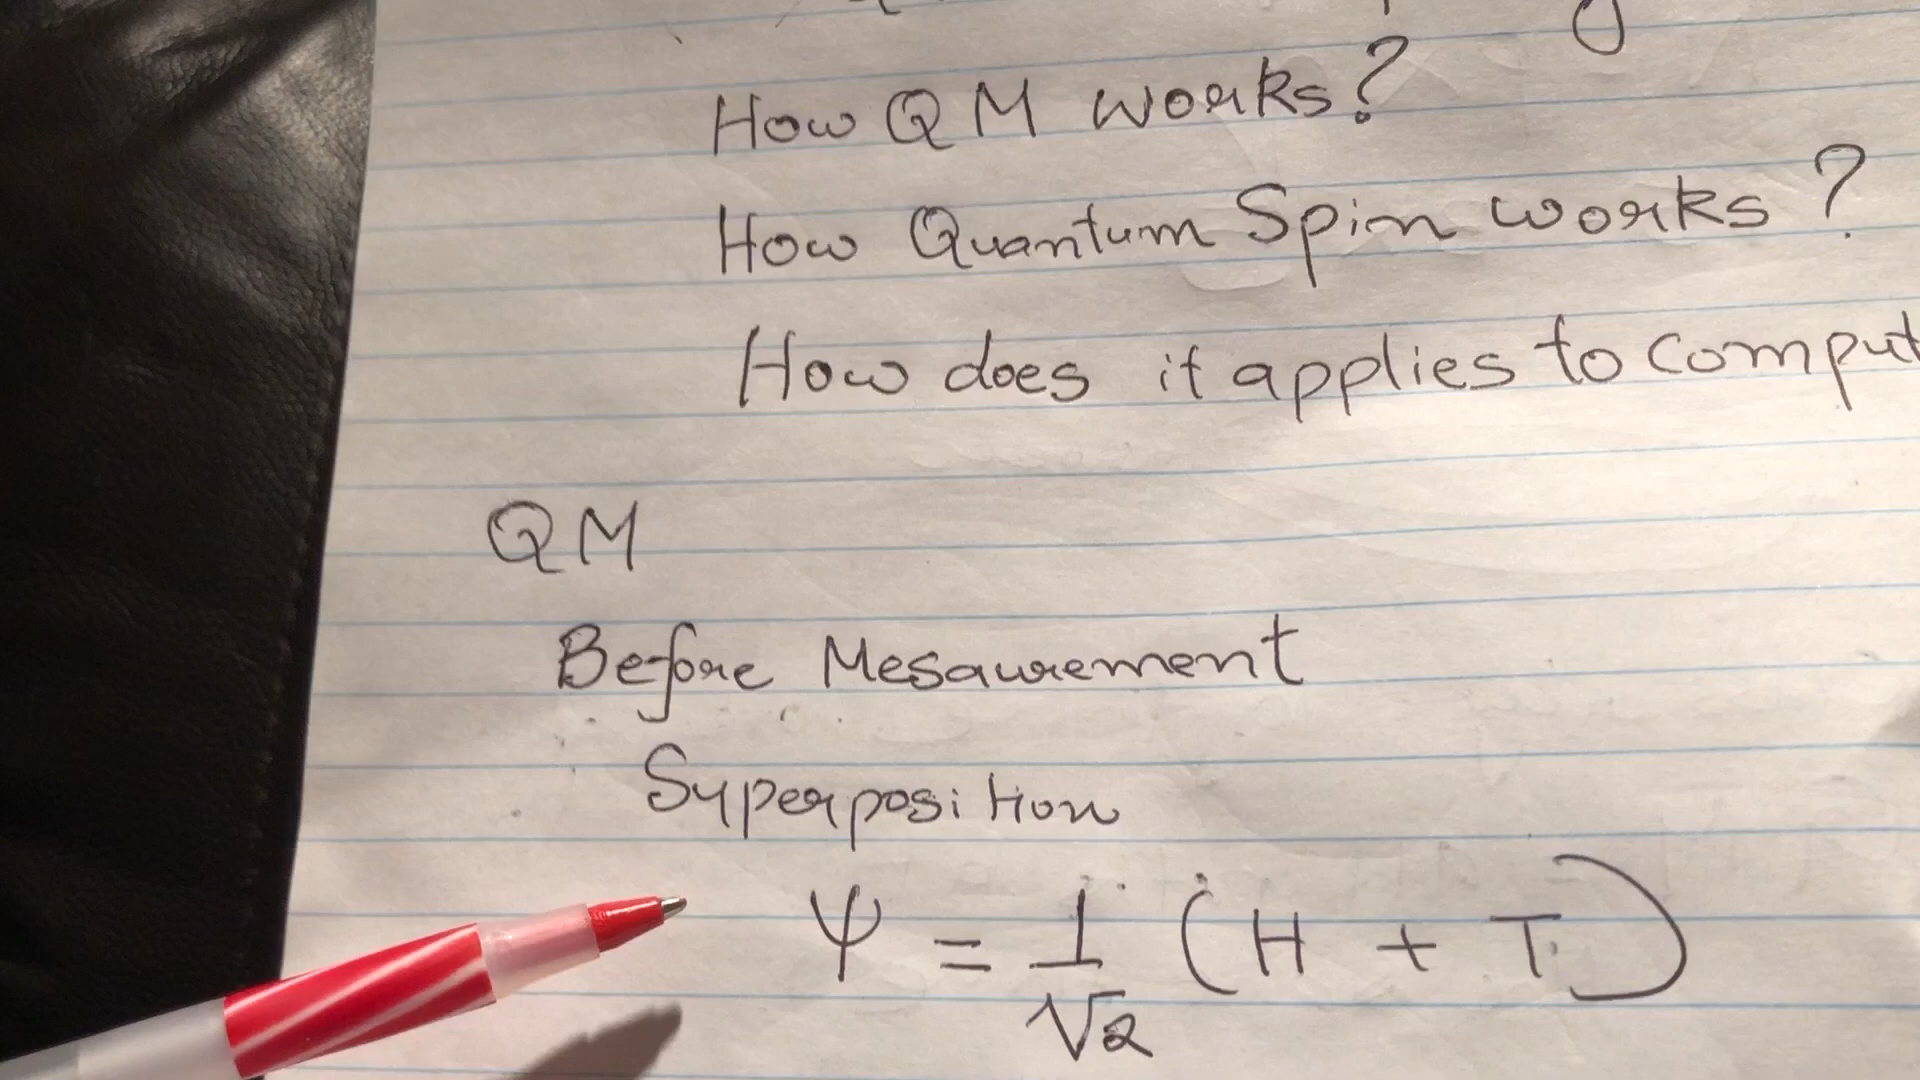 How QM works?
How Quantum Spin works?
How does it applies to comput
QM
Before Mesaurement
Superposition
Ψ = 1/√2 (H + T)